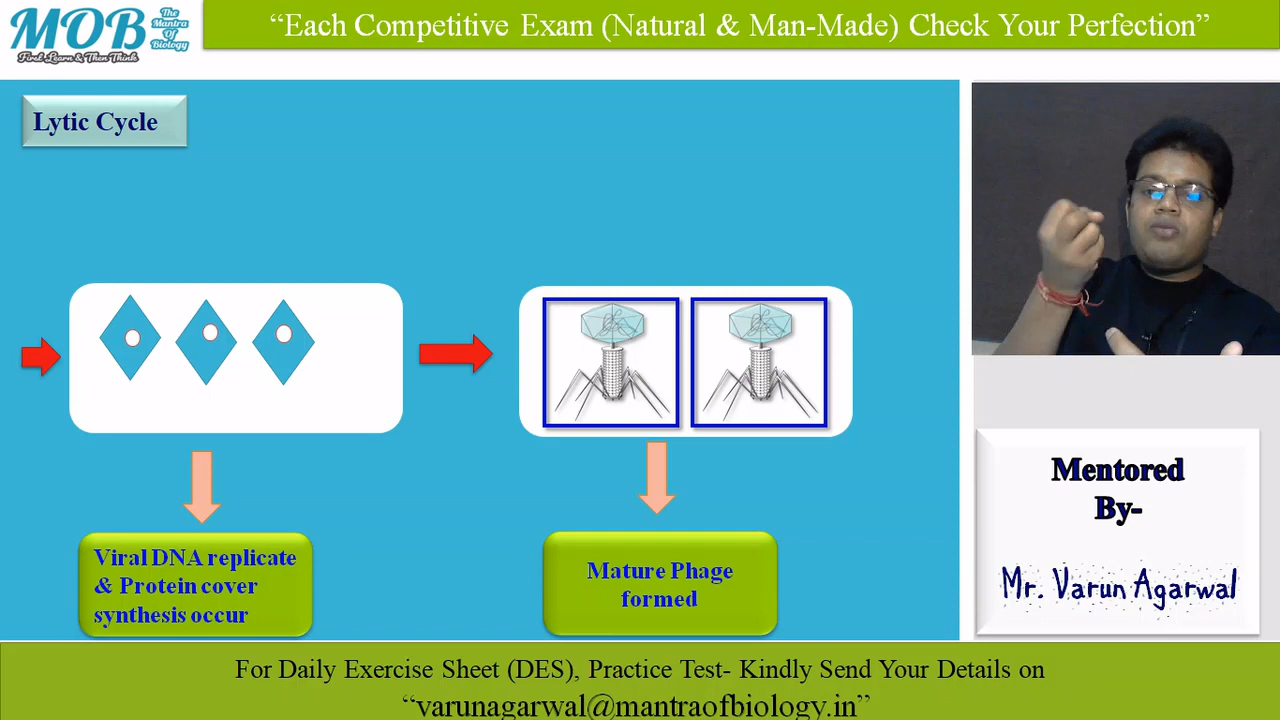 MOB
The
Mantra
Of
Biology
First Learn & Then Think
“Each Competitive Exam (Natural & Man-Made) Check Your Perfection”
Lytic Cycle
Viral DNA replicate
& Protein cover
synthesis occur
Mature Phage
formed
Mentored
By-
Mr. Varun Agarwal
For Daily Exercise Sheet (DES), Practice Test- Kindly Send Your Details on
“varunagarwal@mantraofbiology.in”